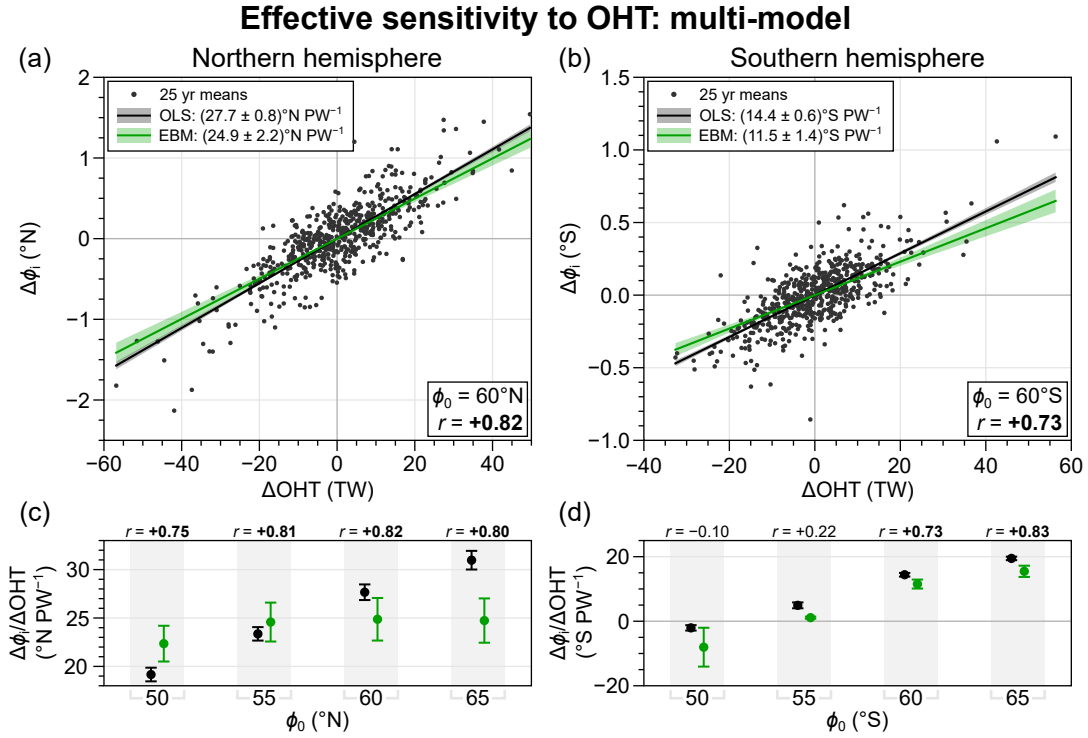 Effective sensitivity to OHT: multi-model
(a) Northern hemisphere
25 yr means
OLS: (27.7 ± 0.8)°N PW⁻¹
EBM: (24.9 ± 2.2)°N PW⁻¹
2
1
0
−1
−2
Δϕᵢ (°N)
ϕ₀ = 60°N
r = +0.82
−60 −40 −20 0 20 40
ΔOHT (TW)
(b) Southern hemisphere
25 yr means
OLS: (14.4 ± 0.6)°S PW⁻¹
EBM: (11.5 ± 1.4)°S PW⁻¹
1.5
1.0
0.5
0.0
−0.5
−1.0
Δϕᵢ (°S)
ϕ₀ = 60°S
r = +0.73
−40 −20 0 20 40 60
ΔOHT (TW)
(c)
r = +0.75 r = +0.81 r = +0.82 r = +0.80
30
25
20
Δϕᵢ/ΔOHT
(°N PW⁻¹)
50 55 60 65
ϕ₀ (°N)
(d)
r = −0.10 r = +0.22 r = +0.73 r = +0.83
20
0
−20
Δϕᵢ/ΔOHT
(°S PW⁻¹)
50 55 60 65
ϕ₀ (°S)